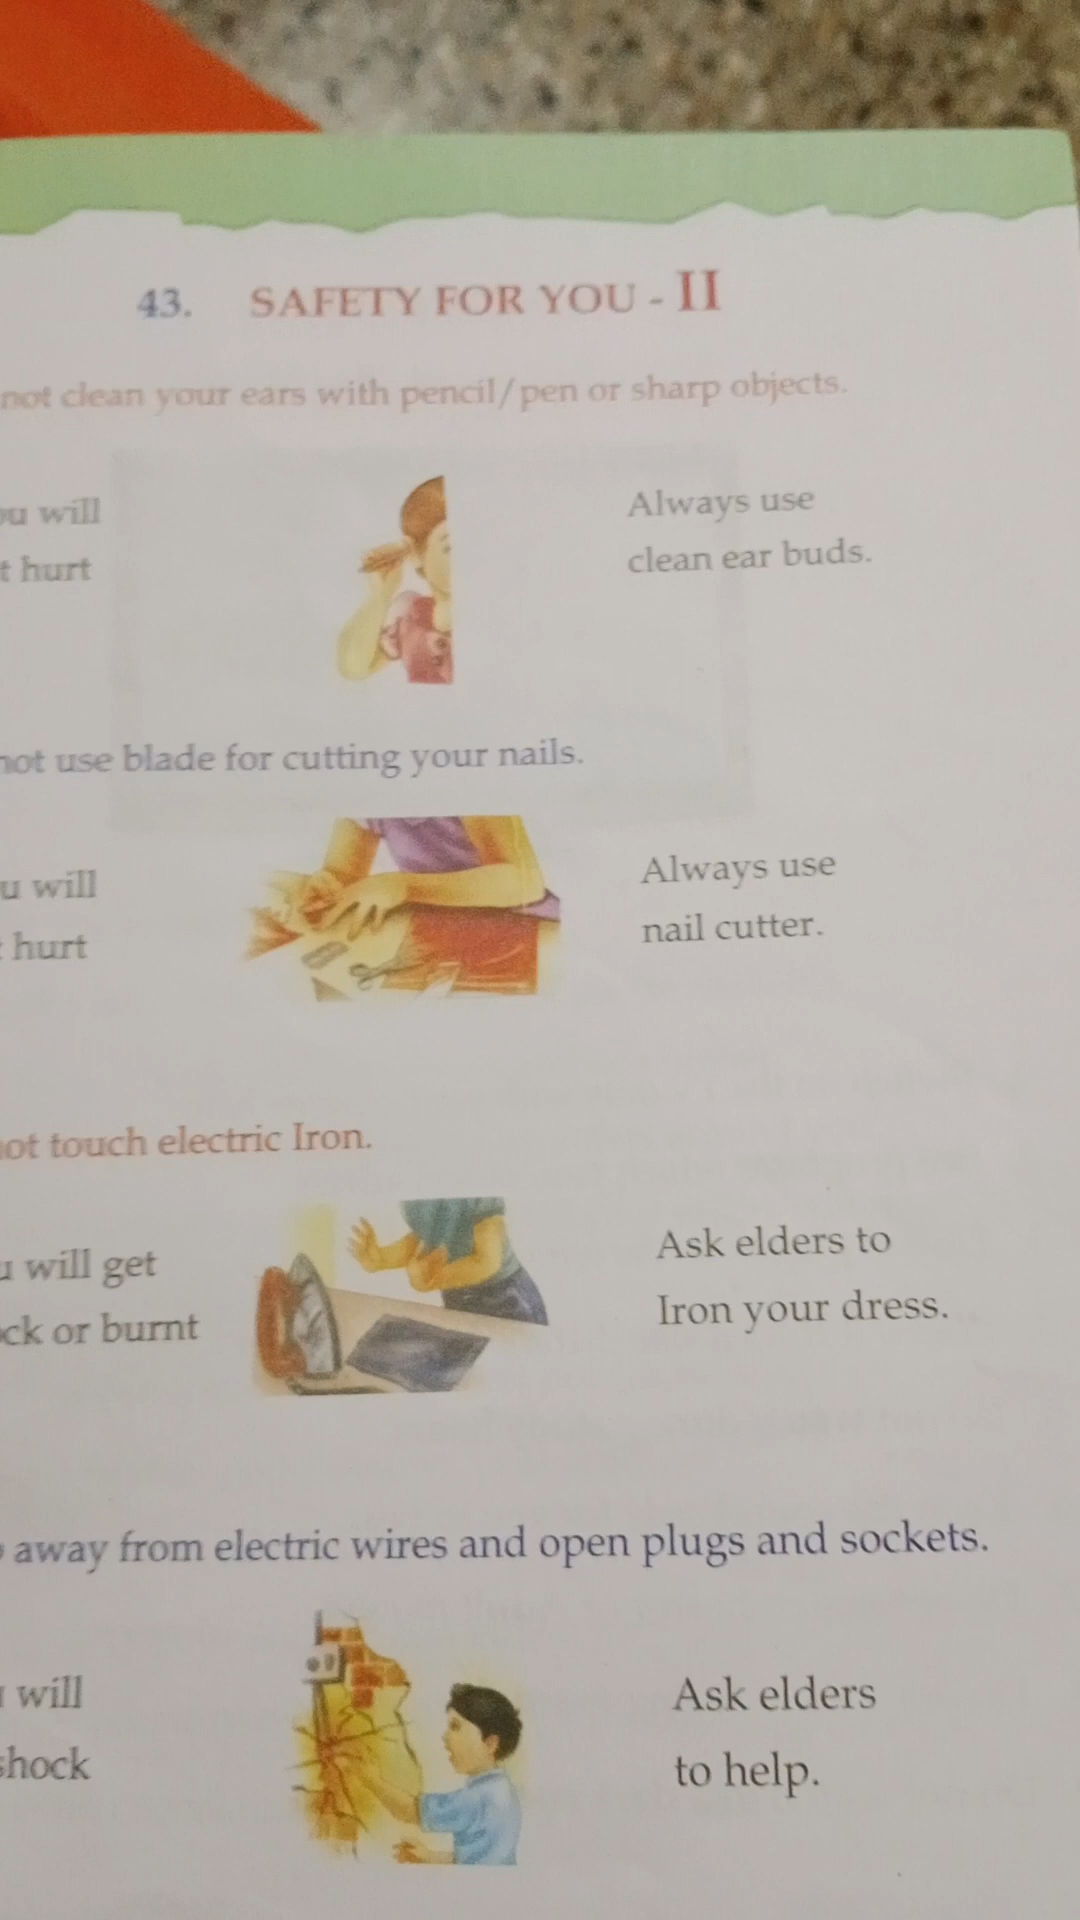 43. SAFETY FOR YOU - II
not clean your ears with pencil/pen or sharp objects.
will
hurt
Always use
clean ear buds.
not use blade for cutting your nails.
will
hurt
Always use
nail cutter.
touch electric Iron.
will get
or burnt
Ask elders to
Iron your dress.
away from electric wires and open plugs and sockets.
will
Ask elders
to help.